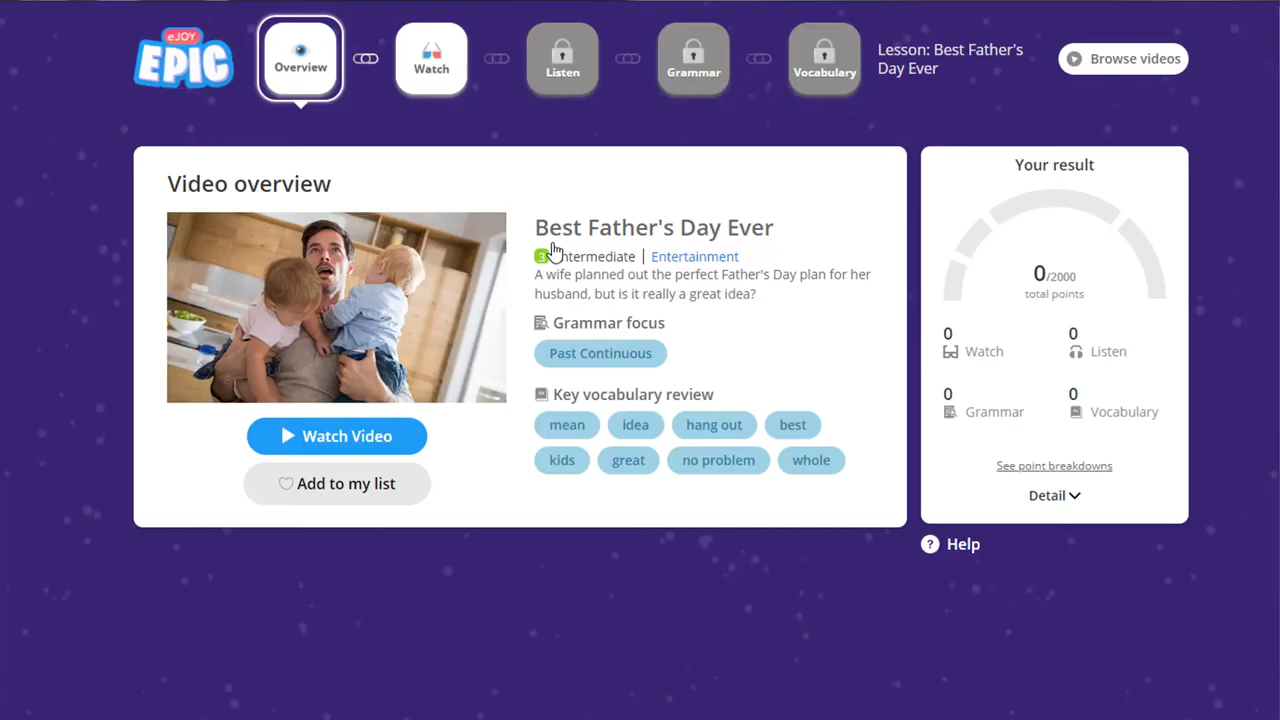 eJOY
EPIC
Overview
Watch
Listen
Grammar
Vocabulary
Lesson: Best Father's
Day Ever
Browse videos
Video overview
Best Father's Day Ever
3 Intermediate | Entertainment
A wife planned out the perfect Father's Day plan for her
husband, but is it really a great idea?
Grammar focus
Past Continuous
Key vocabulary review
mean idea hang out best
kids great no problem whole
Watch Video
Add to my list
Your result
0/2000
total points
0 0
Watch Listen
0 0
Grammar Vocabulary
See point breakdowns
Detail
? Help